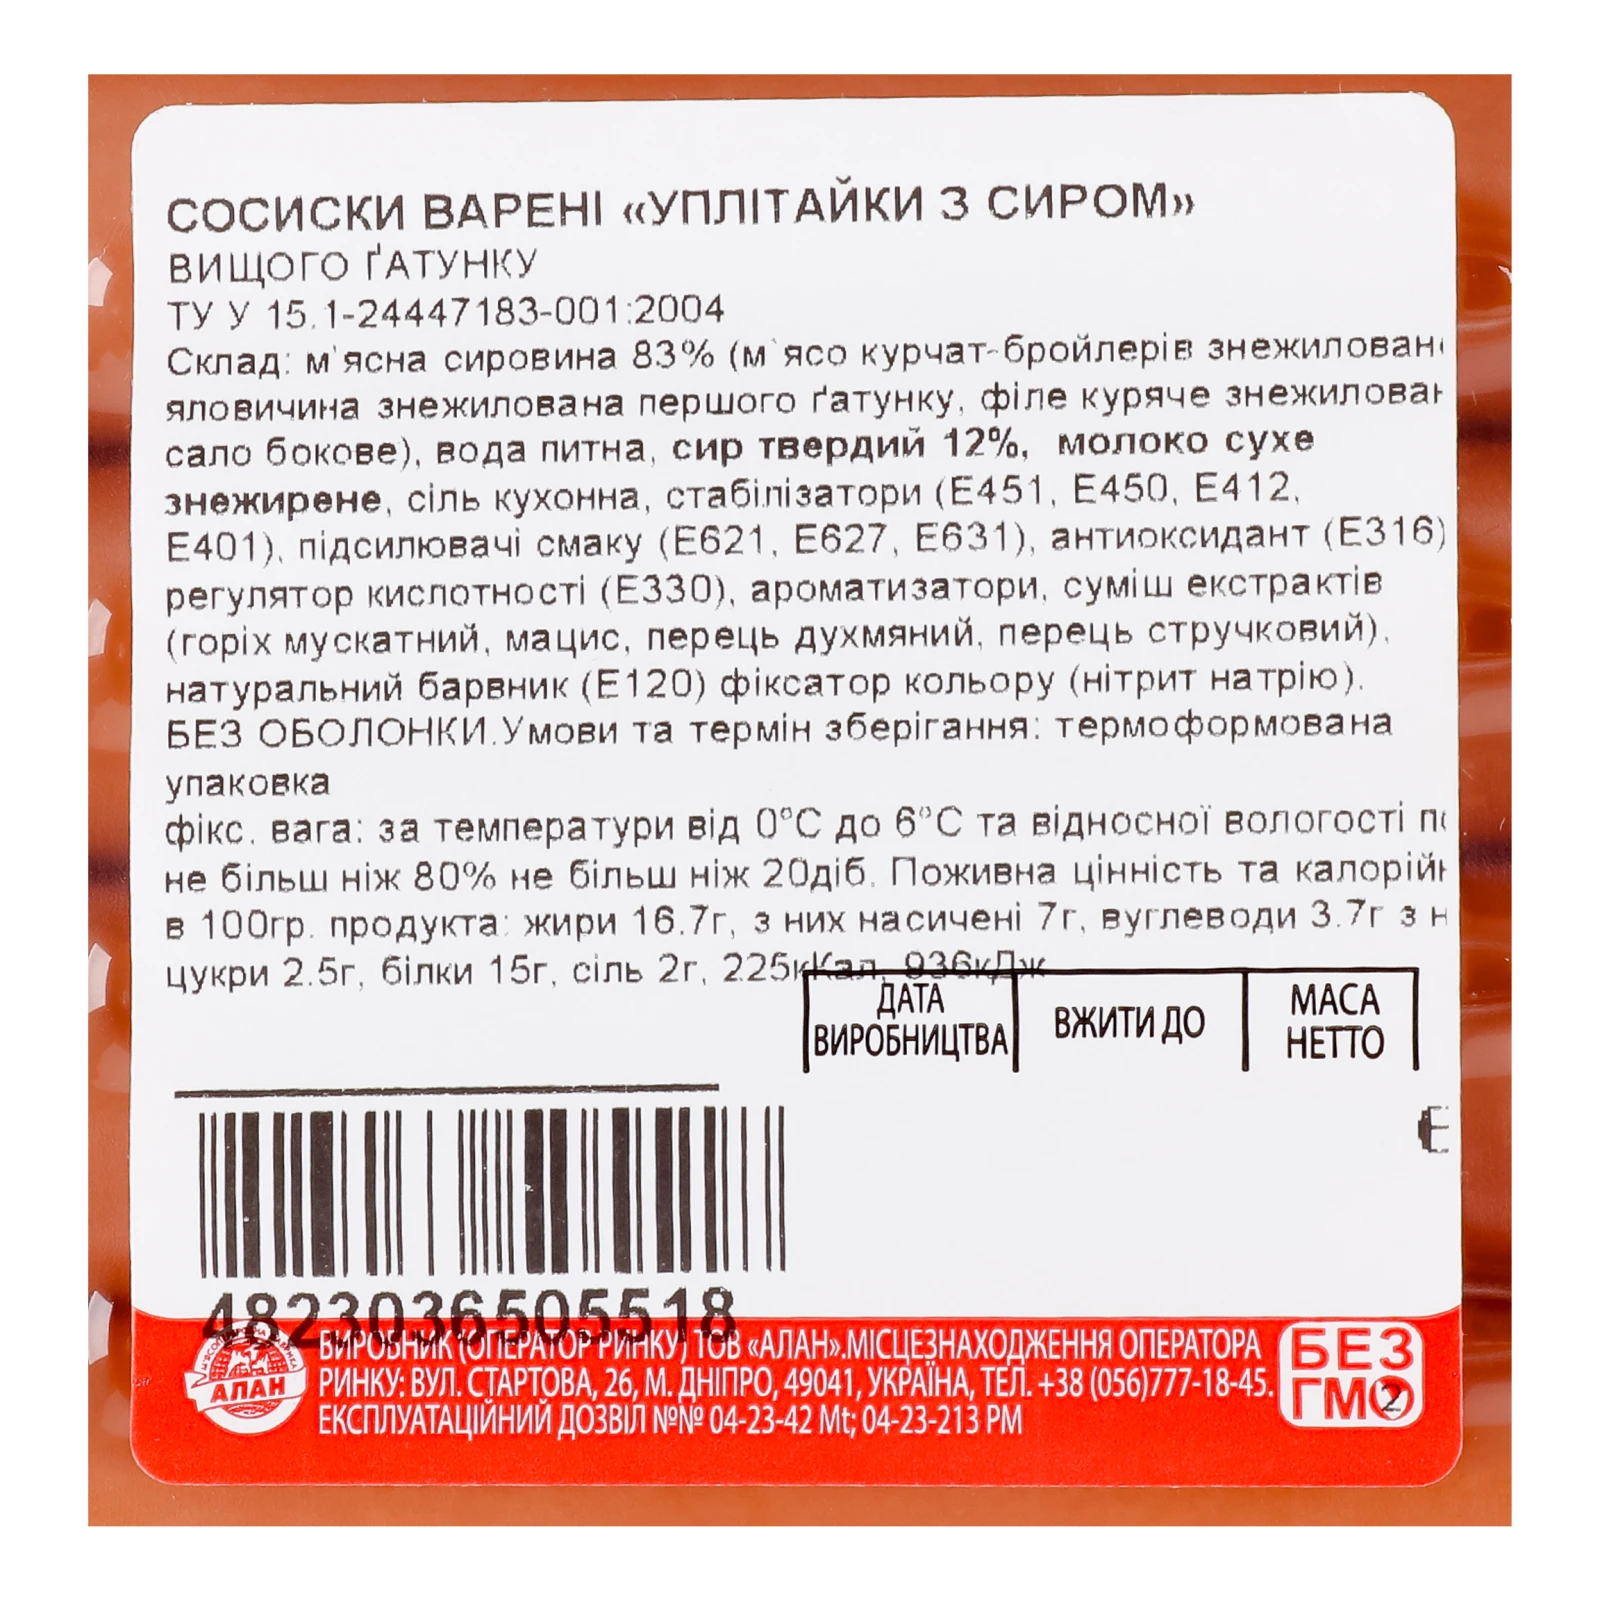 СОСИСКИ ВАРЕНІ «УПЛІТАЙКИ З СИРОМ»
ВИЩОГО ҐАТУНКУ
ТУ У 15.1-24447183-001:2004
Склад: м'ясна сировина 83% (м`ясо курчат-бройлерів знежилован
яловичина знежилована першого ґатунку, філе куряче знежилован
сало бокове), вода питна, сир твердий 12%, молоко сухе
знежирене, сіль кухонна, стабілізатори (Е451, Е450, Е412,
Е401), підсилювачі смаку (Е621, Е627, Е631), антиоксидант (Е316)
регулятор кислотності (Е330), ароматизатори, суміш екстрактів
(горіх мускатний, мацис, перець духмяний, перець стручковий),
натуральний барвник (Е120) фіксатор кольору (нітрит натрію).
БЕЗ ОБОЛОНКИ.Умови та термін зберігання: термоформована
упаковка
фікс. вага: за температури від 0°С до 6°С та відносної вологості п
не більш ніж 80% не більш ніж 20діб. Поживна цінність та калорій
в 100гр. продукта: жири 16.7г, з них насичені 7г, вуглеводи 3.7г з н
цукри 2.5г, білки 15г, сіль 2г, 225кКал, 936кДж
ДАТА ВИРОБНИЦТВА
ВЖИТИ ДО
МАСА НЕТТО
4823036505518
АЛАН
ВИРОБНИК (ОПЕРАТОР РИНКУ) ТОВ «АЛАН».МІСЦЕЗНАХОДЖЕННЯ ОПЕРАТОРА
РИНКУ: ВУЛ. СТАРТОВА, 26, М. ДНІПРО, 49041, УКРАЇНА, ТЕЛ. +38 (056)777-18-45.
ЕКСПЛУАТАЦІЙНИЙ ДОЗВІЛ №№ 04-23-42 Mt; 04-23-213 PM
БЕЗ
ГМО
2